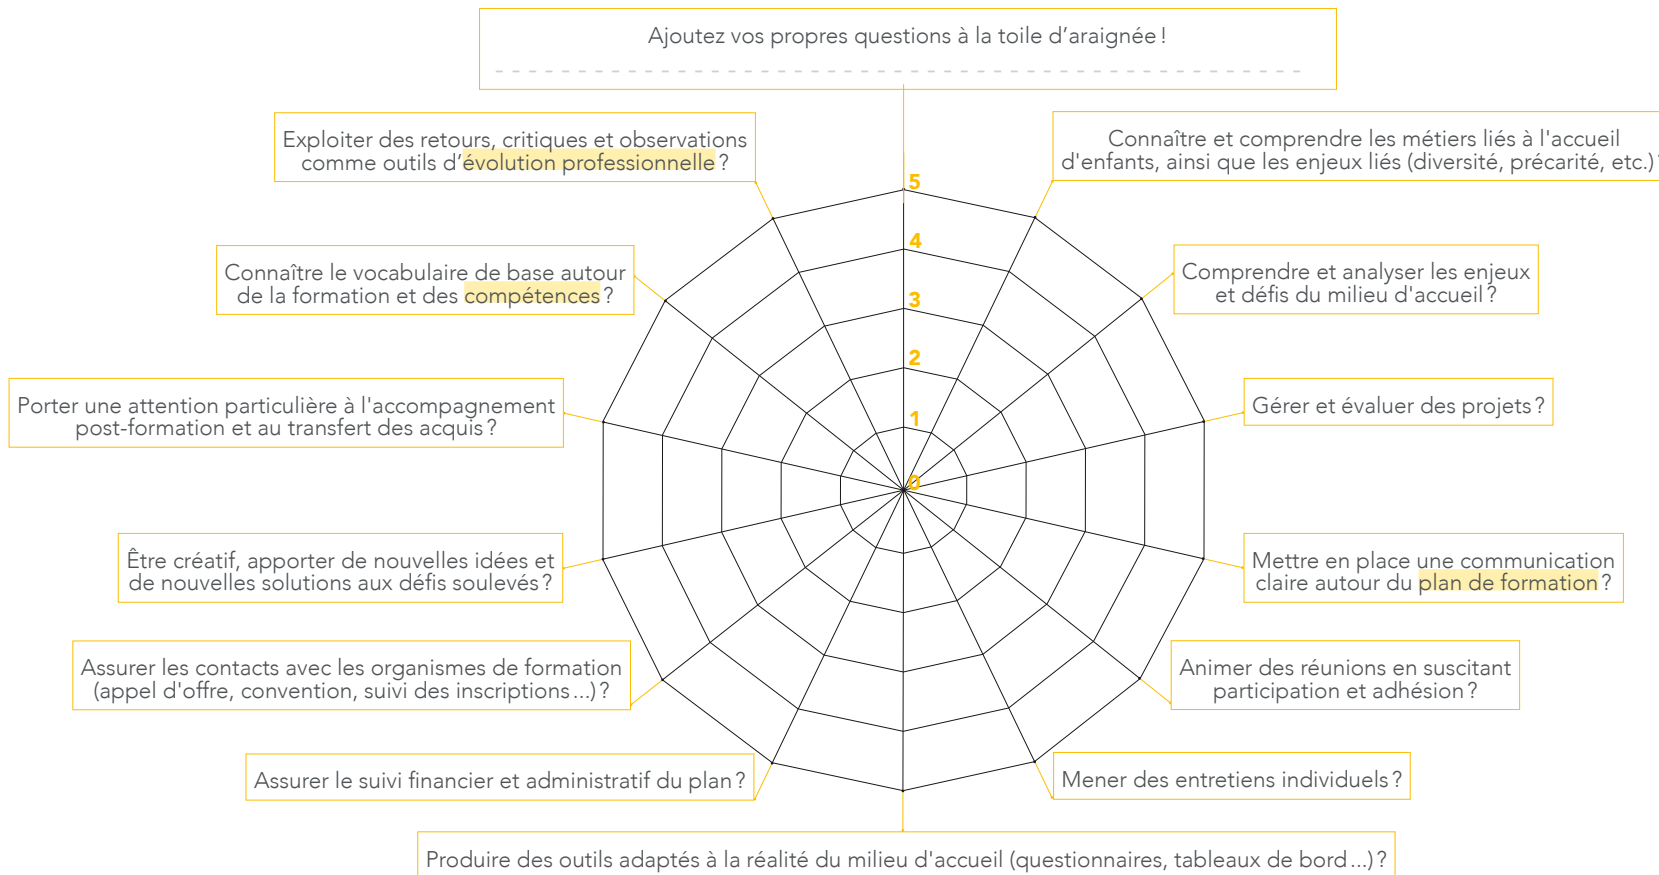 Ajoutez vos propres questions à la toile d'araignée !
Exploiter des retours, critiques et observations
comme outils d'évolution professionnelle ?
Connaître et comprendre les métiers liés à l'accueil
d'enfants, ainsi que les enjeux liés (diversité, précarité, etc.) ?
Connaître le vocabulaire de base autour
de la formation et des compétences ?
Comprendre et analyser les enjeux
et défis du milieu d'accueil ?
Porter une attention particulière à l'accompagnement
post-formation et au transfert des acquis ?
Gérer et évaluer des projets ?
5
4
3
2
1
0
Être créatif, apporter de nouvelles idées et
de nouvelles solutions aux défis soulevés ?
Mettre en place une communication
claire autour du plan de formation ?
Assurer les contacts avec les organismes de formation
(appel d'offre, convention, suivi des inscriptions ...) ?
Animer des réunions en suscitant
participation et adhésion ?
Assurer le suivi financier et administratif du plan ?
Mener des entretiens individuels ?
Produire des outils adaptés à la réalité du milieu d'accueil (questionnaires, tableaux de bord ...) ?